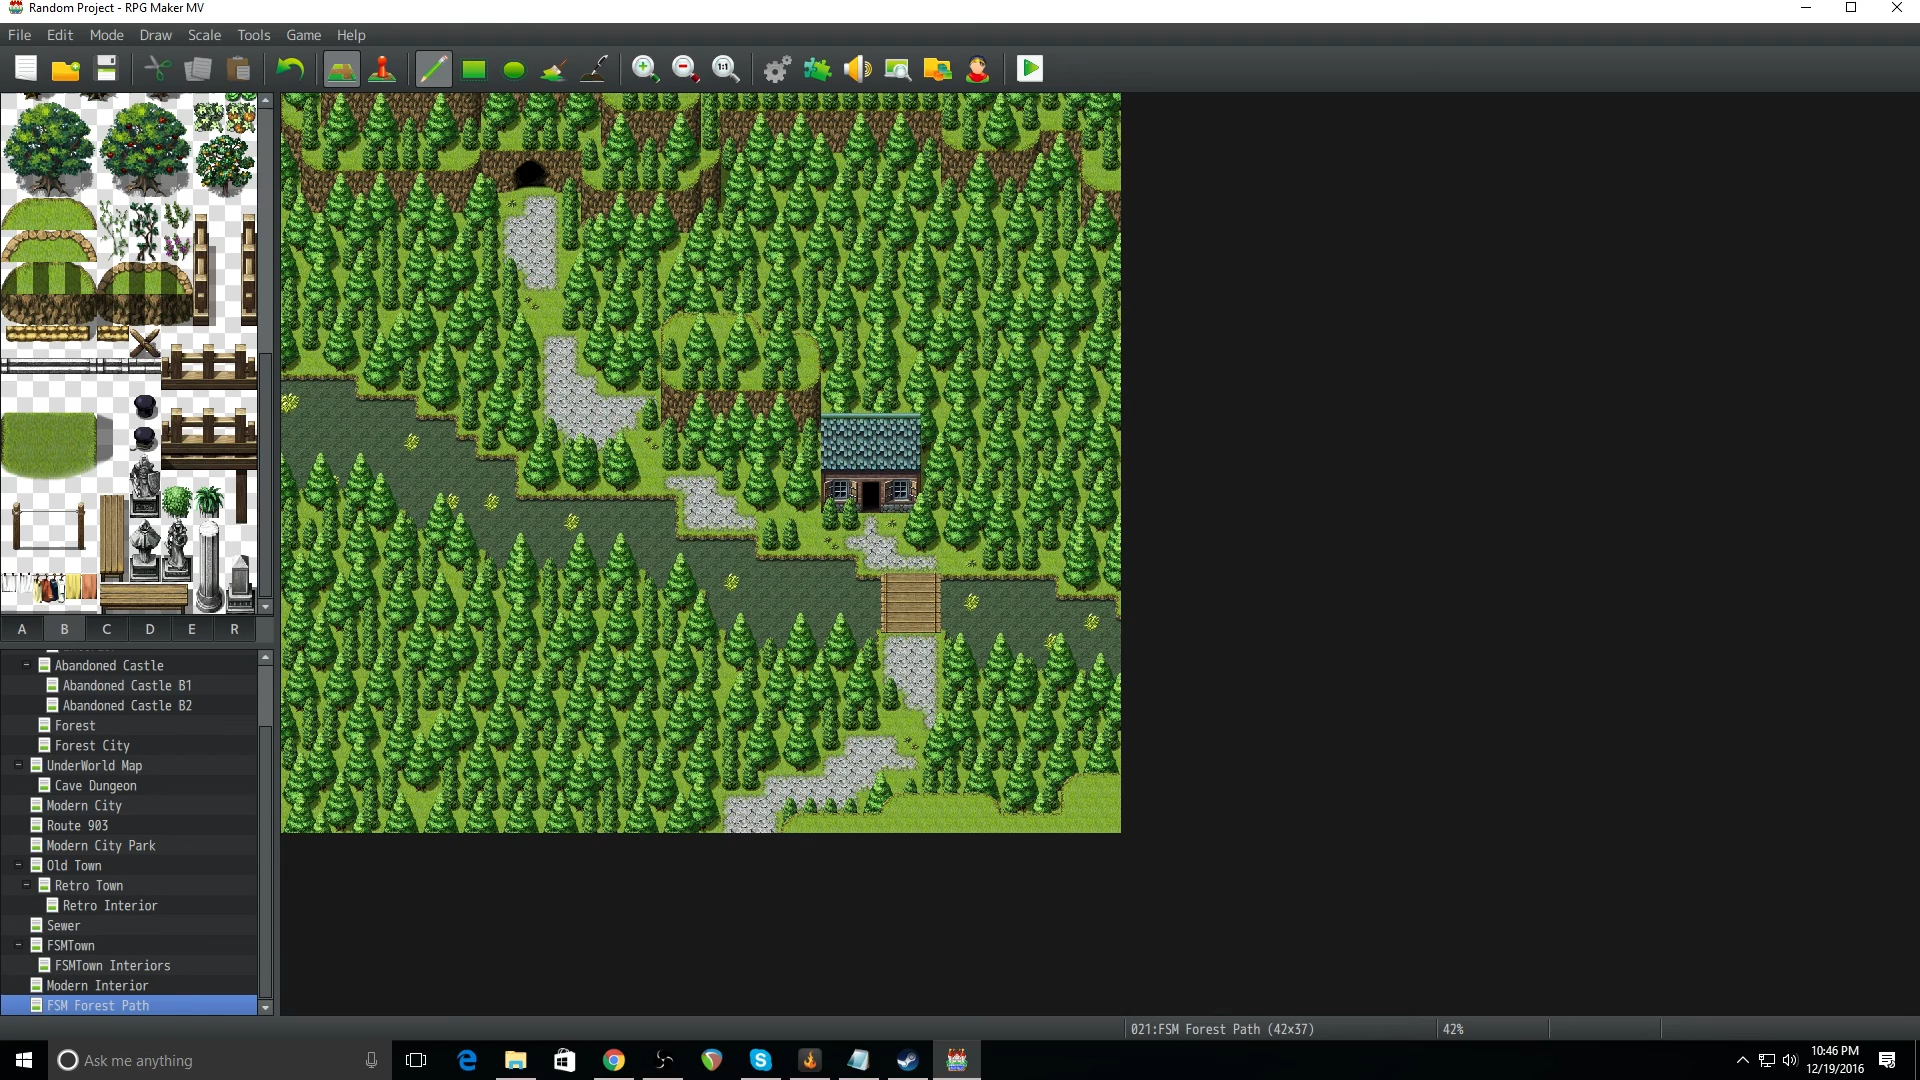 Random Project - RPG Maker MV
File Edit Mode Draw Scale Tools Game Help
1:1
A B C D E R
Abandoned Castle
Abandoned Castle B1
Abandoned Castle B2
Forest
Forest City
UnderWorld Map
Cave Dungeon
Modern City
Route 903
Modern City Park
Old Town
Retro Town
Retro Interior
Sewer
FSMTown
FSMTown Interiors
Modern Interior
FSM Forest Path
021:FSM Forest Path (42x37) 42%
Ask me anything
10:46 PM
12/19/2016